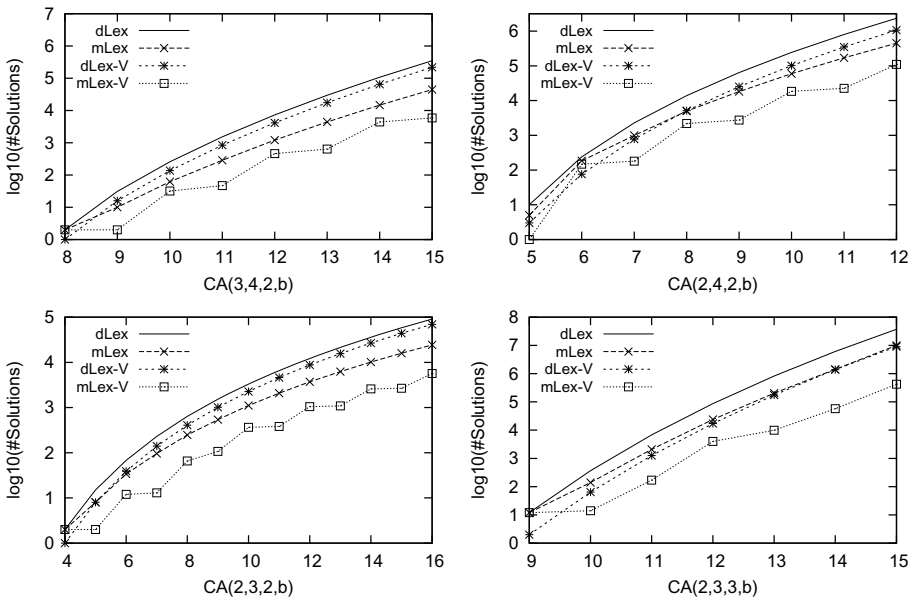 7
6
5
4
3
2
1
0
log10(#Solutions)
dLex
mLex
dLex-V
mLex-V
8 9 10 11 12 13 14 15
CA(3,4,2,b)
6
5
4
3
2
1
0
log10(#Solutions)
dLex
mLex
dLex-V
mLex-V
5 6 7 8 9 10 11 12
CA(2,4,2,b)
5
4
3
2
1
0
log10(#Solutions)
dLex
mLex
dLex-V
mLex-V
4 6 8 10 12 14 16
CA(2,3,2,b)
8
7
6
5
4
3
2
1
0
log10(#Solutions)
dLex
mLex
dLex-V
mLex-V
9 10 11 12 13 14 15
CA(2,3,3,b)